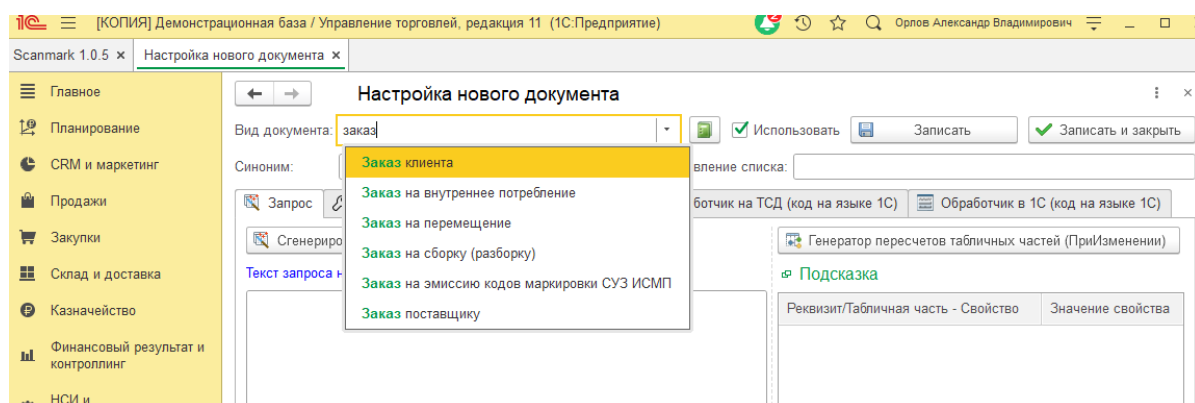 1С [КОПИЯ] Демонстрационная база / Управление торговлей, редакция 11 (1С:Предприятие) Орлов Александр Владимирович
Scanmark 1.0.5 × Настройка нового документа ×
Главное
Планирование
CRM и маркетинг
Продажи
Закупки
Склад и доставка
Казначейство
Финансовый результат и
контроллинг
НСИ и
Настройка нового документа
Вид документа: заказ Использовать Записать Записать и закрыть
Синоним: вление списка:
Заказ клиента
Заказ на внутреннее потребление
Заказ на перемещение
Заказ на сборку (разборку)
Заказ на эмиссию кодов маркировки СУЗ ИСМП
Заказ поставщику
Запрос ботчик на ТСД (код на языке 1С) Обработчик в 1С (код на языке 1С)
Сгенериро Генератор пересчетов табличных частей (ПриИзменении)
Текст запроса н Подсказка
Реквизит/Табличная часть - Свойство Значение свойства